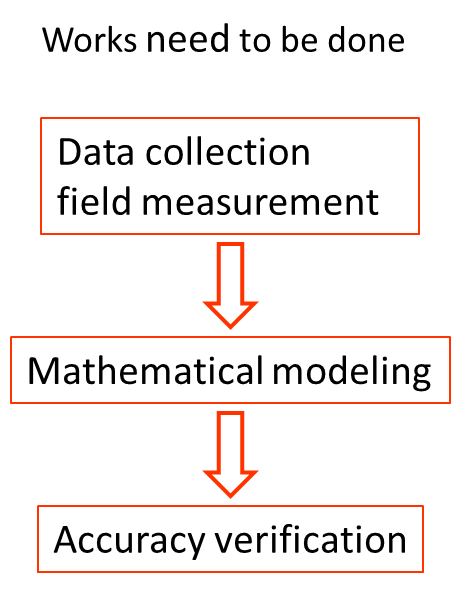 Works need to be done
Data collection
field measurement
Mathematical modeling
Accuracy verification